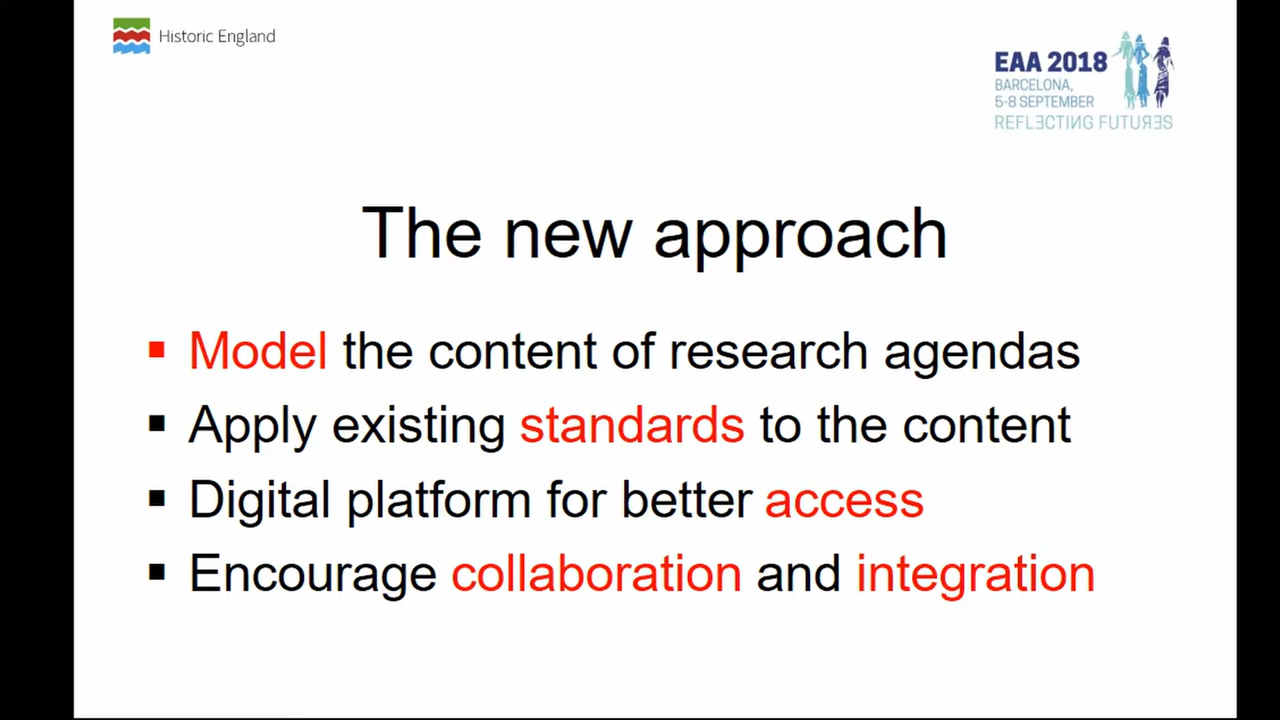 Historic England
EAA 2018
BARCELONA,
5-8 SEPTEMBER
REFLECTING FUTURES
The new approach
▪ Model the content of research agendas
▪ Apply existing standards to the content
▪ Digital platform for better access
▪ Encourage collaboration and integration